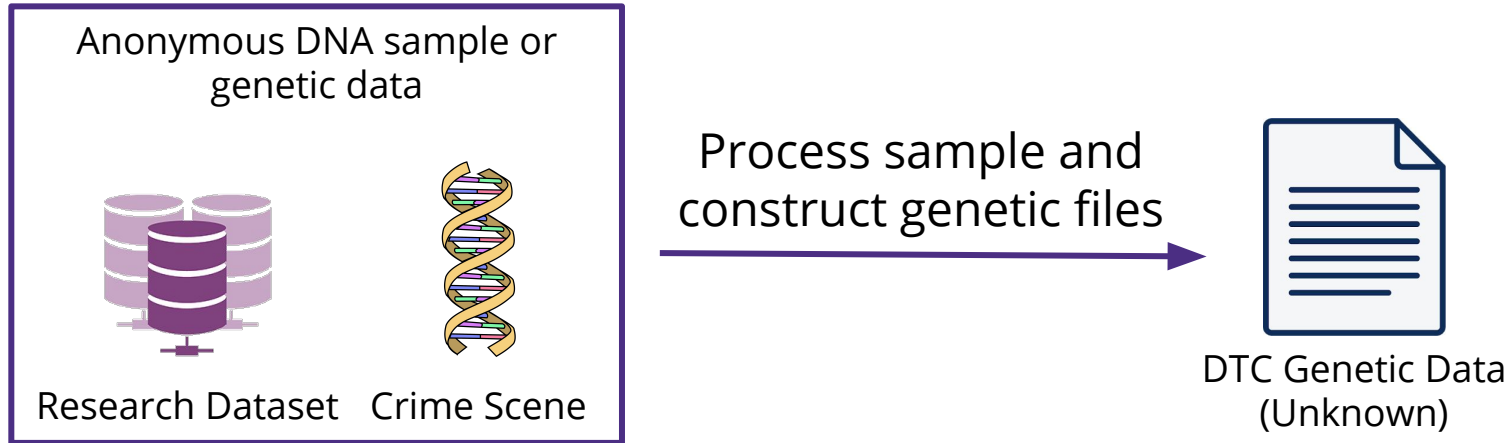 Anonymous DNA sample or
genetic data
Research Dataset
Crime Scene
Process sample and
construct genetic files
DTC Genetic Data
(Unknown)